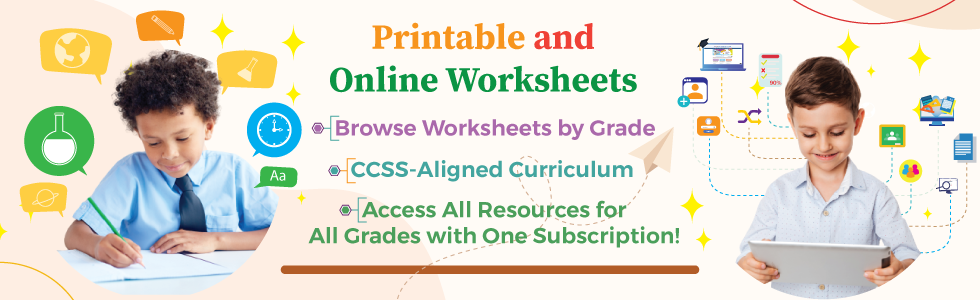 Printable and
Online Worksheets
Browse Worksheets by Grade
CCSS-Aligned Curriculum
Access All Resources for
All Grades with One Subscription!
Aa
90%